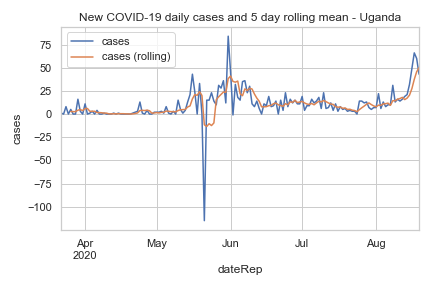 New COVID-19 daily cases and 5 day rolling mean - Uganda
cases
cases (rolling)
75
50
25
0
−25
−50
−75
−100
cases
Apr
2020
May
Jun
Jul
Aug
dateRep